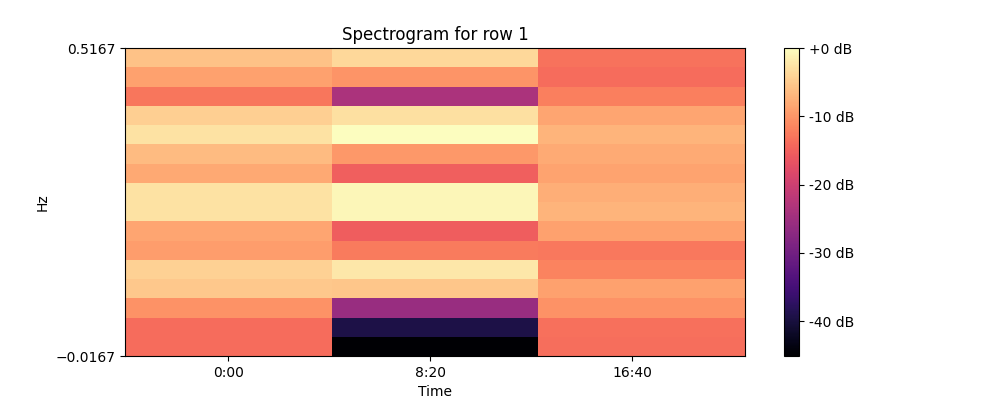 Spectrogram for row 1
0.5167
Hz
−0.0167
0:00
8:20
16:40
Time
+0 dB
-10 dB
-20 dB
-30 dB
-40 dB